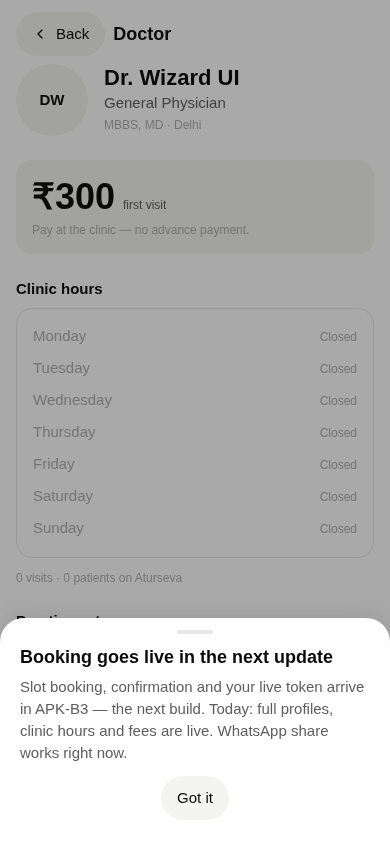 Back Doctor
DW
Dr. Wizard UI
General Physician
MBBS, MD · Delhi
₹300 first visit
Pay at the clinic — no advance payment.
Clinic hours
Monday Closed
Tuesday Closed
Wednesday Closed
Thursday Closed
Friday Closed
Saturday Closed
Sunday Closed
0 visits · 0 patients on Aturseva
Booking goes live in the next update
Slot booking, confirmation and your live token arrive
in APK-B3 — the next build. Today: full profiles,
clinic hours and fees are live. WhatsApp share
works right now.
Got it